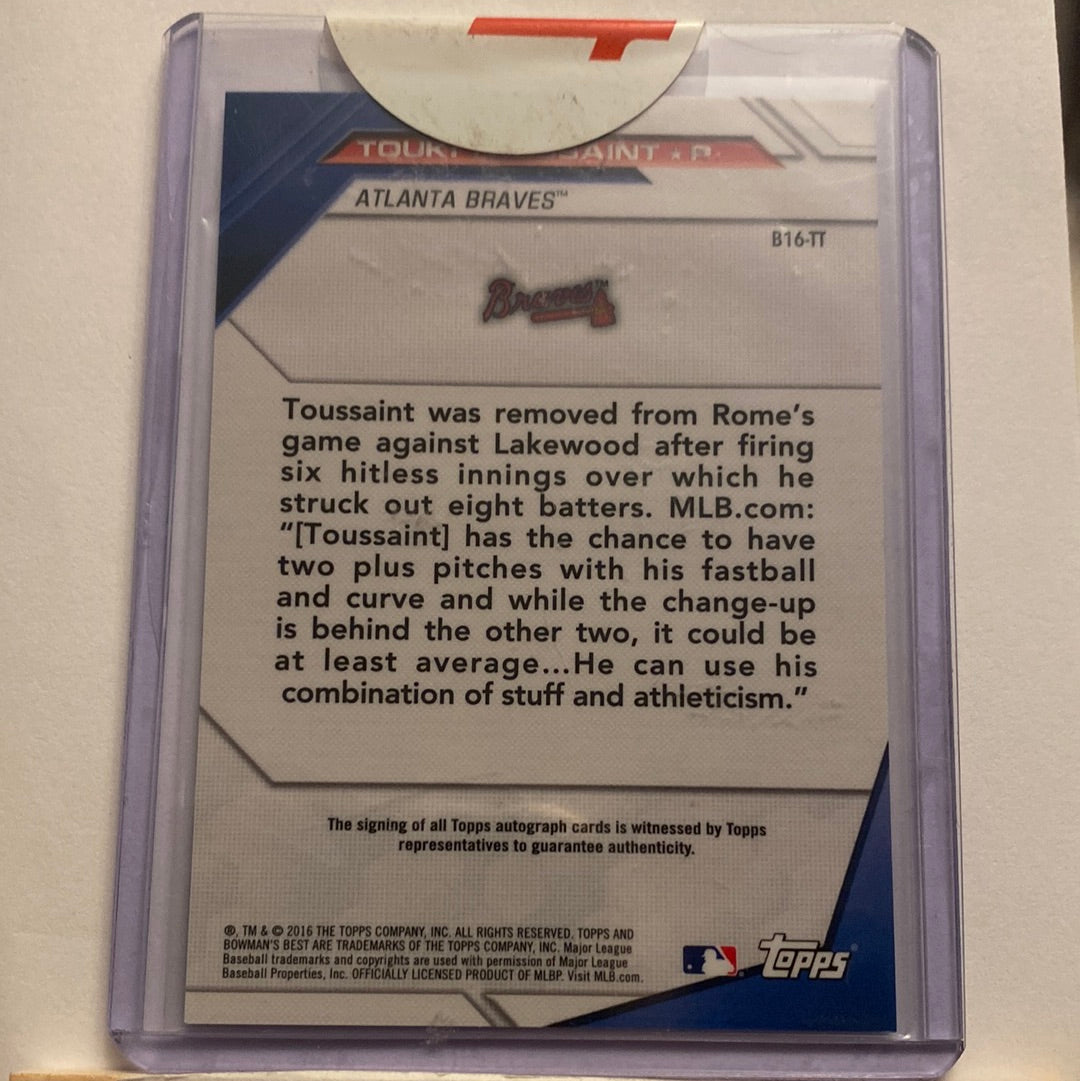 SAINT ★ P
ATLANTA BRAVES™
B16-TT
Braves
Toussaint was removed from Rome's
game against Lakewood after firing
six hitless innings over which he
struck out eight batters. MLB.com:
"[Toussaint] has the chance to have
two plus pitches with his fastball
and curve and while the change-up
is behind the other two, it could be
at least average...He can use his
combination of stuff and athleticism."
The signing of all Topps autograph cards is witnessed by Topps
representatives to guarantee authenticity.
®, TM & © 2016 THE TOPPS COMPANY, INC. ALL RIGHTS RESERVED. TOPPS AND
BOWMAN'S BEST ARE TRADEMARKS OF THE TOPPS COMPANY, INC. Major League
Baseball trademarks and copyrights are used with permission of Major League
Baseball Properties, Inc. OFFICIALLY LICENSED PRODUCT OF MLBP. Visit MLB.com.
Topps